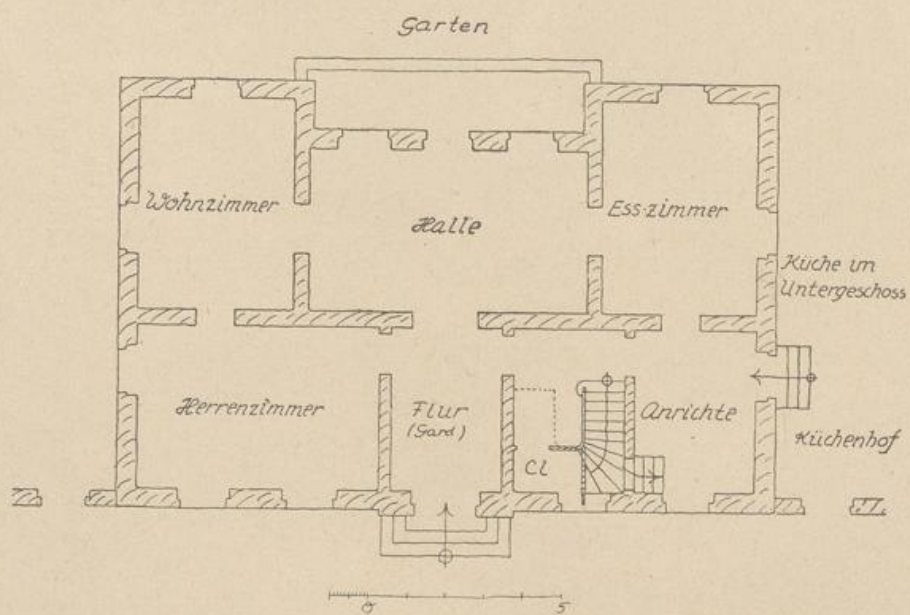 Garten
Wohnzimmer
Halle
Ess-zimmer
Küche im
Untergeschoss
Herrenzimmer
Flur
(Gard)
Cl
Anrichte
Küchenhof
0 5